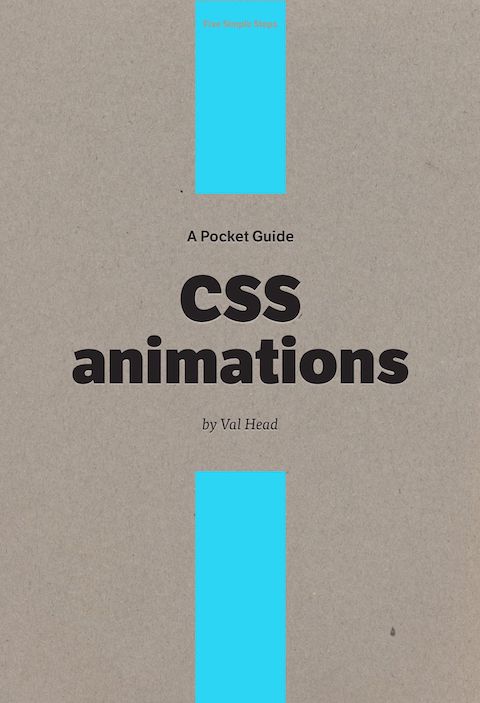 Five Simple Steps
A Pocket Guide
CSS
animations
by Val Head